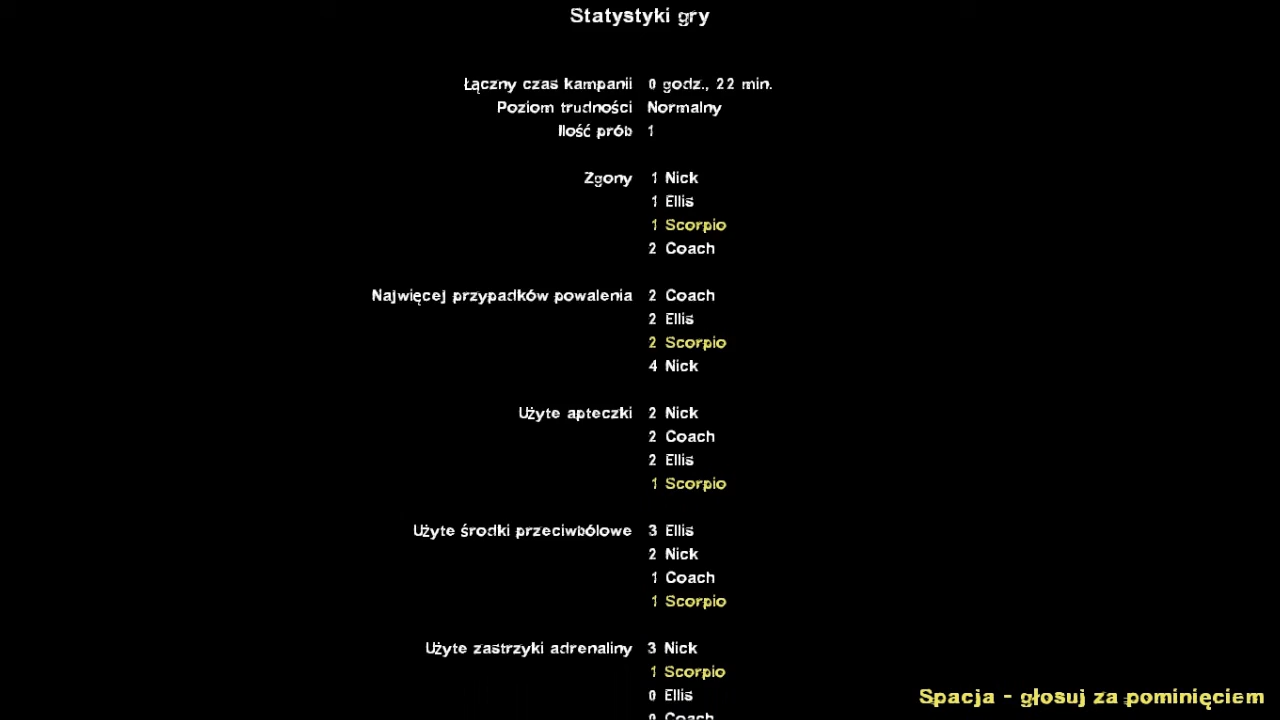 Statystyki gry
Łączny czas kampanii 0 godz., 22 min.
Poziom trudności Normalny
Ilość prób 1
Zgony 1 Nick
1 Ellis
1 Scorpio
2 Coach
Najwięcej przypadków powalenia 2 Coach
2 Ellis
2 Scorpio
4 Nick
Użyte apteczki 2 Nick
2 Coach
2 Ellis
1 Scorpio
Użyte środki przeciwbólowe 3 Ellis
2 Nick
1 Coach
1 Scorpio
Użyte zastrzyki adrenaliny 3 Nick
1 Scorpio
0 Ellis
0 Coach
Spacja - głosuj za pominięciem